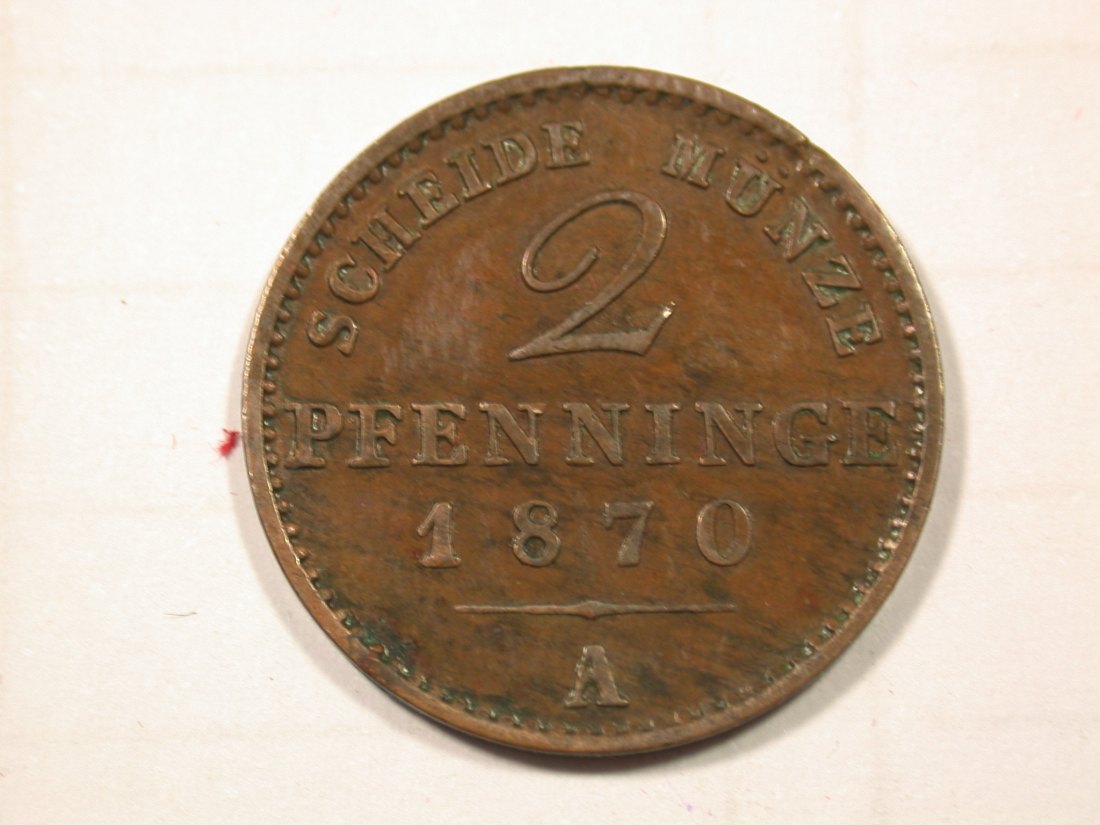 SCHEIDE MÜNZE
2
PFENNINGE
1870
A